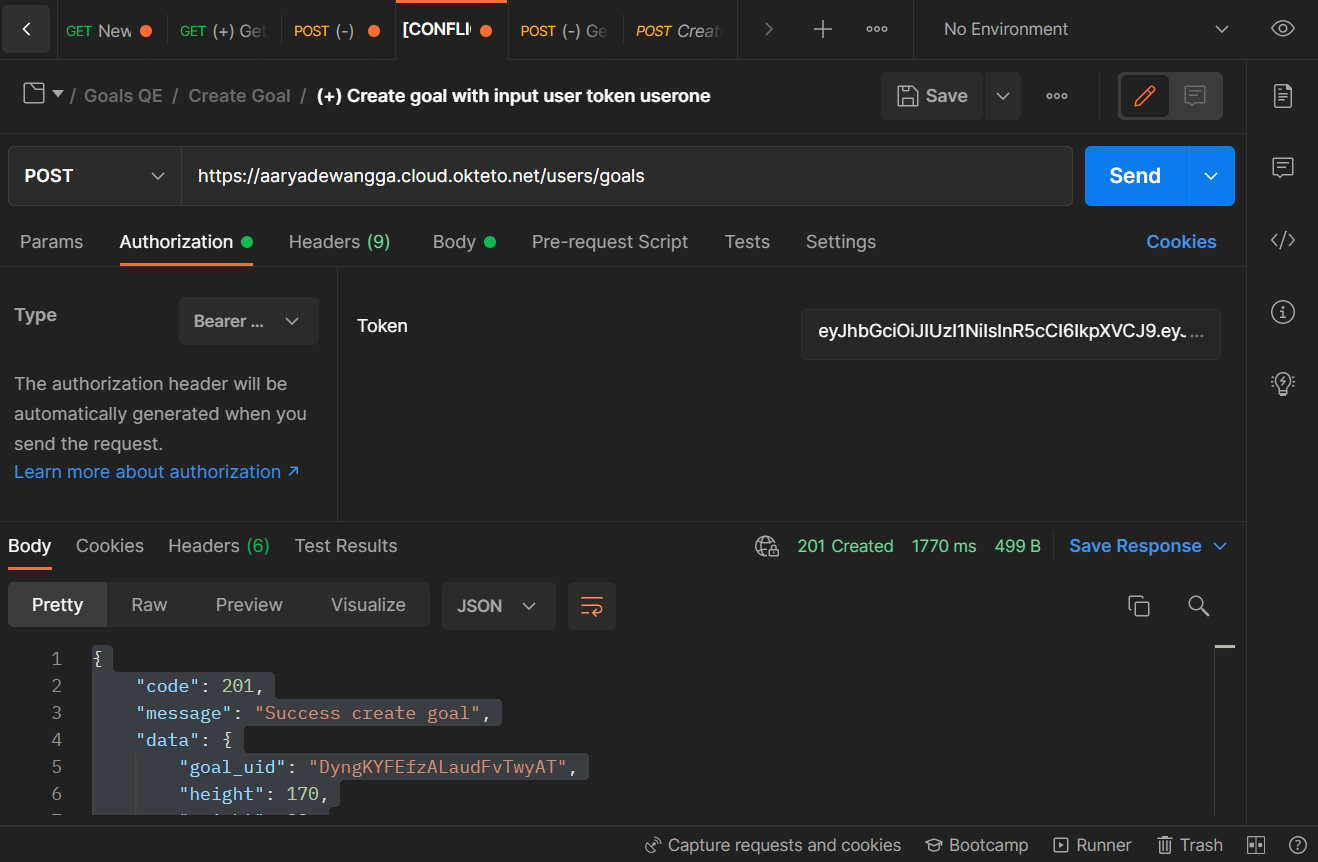 GET New GET (+) Get POST (-) [CONFLI POST (-) Ge POST Creat No Environment
/ Goals QE / Create Goal / (+) Create goal with input user token userone Save
POST https://aaryadewangga.cloud.okteto.net/users/goals Send
Params Authorization Headers (9) Body Pre-request Script Tests Settings Cookies
Type Bearer ... Token eyJhbGciOiJIUzI1NiIsInR5cCI6IkpXVCJ9.eyJ ...
The authorization header will be
automatically generated when you
send the request.
Learn more about authorization ↗
Body Cookies Headers (6) Test Results 201 Created 1770 ms 499 B Save Response
Pretty Raw Preview Visualize JSON
1 {
2 "code": 201,
3 "message": "Success create goal",
4 "data": {
5 "goal_uid": "DyngKYFEfzALaudFvTwyAT",
6 "height": 170,
Capture requests and cookies Bootcamp Runner Trash